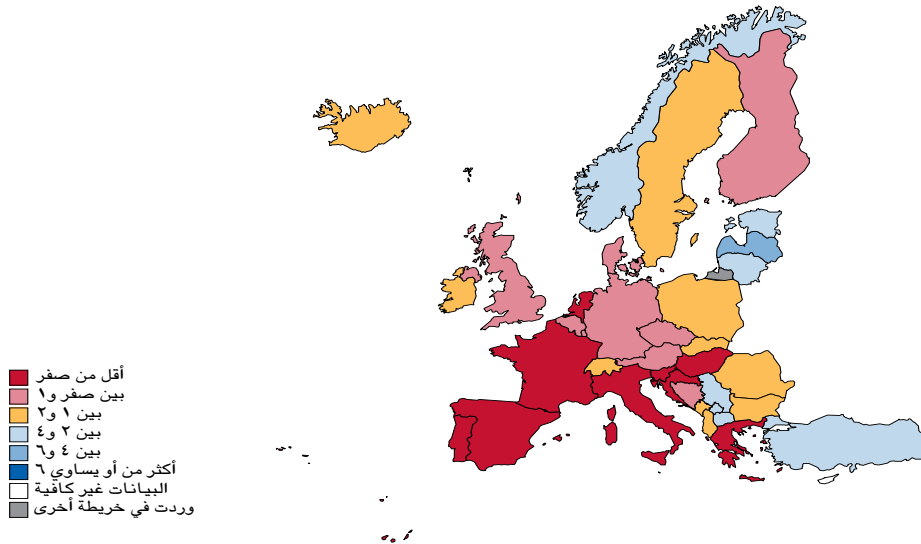 أقل من صفر
بين صفر و١
بين ١ و٢
بين ٢ و٤
بين ٤ و٦
أكثر من أو يساوي ٦
البيانات غير كافية
وردت في خريطة أخرى